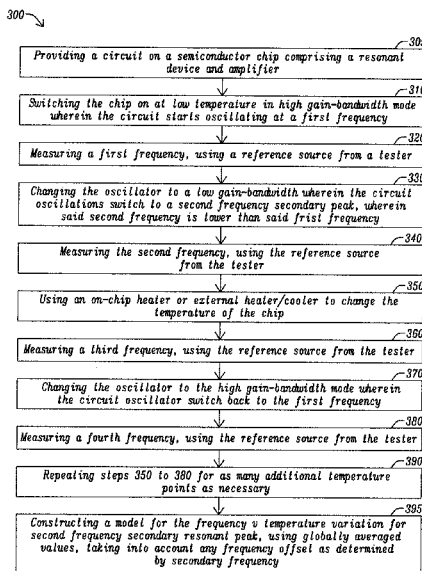 300
305
Providing a circuit on a semiconductor chip comprising a resonant
device and amplifier
310
Switching the chip on at low temperature in high gain-bandwidth mode
wherein the circuit starts oscillating at a first frequency
320
Measuring a first frequency, using a reference source from a tester
330
Changing the oscillator to a low gain-bandwidth wherein the circuit
oscillations switch to a second frequency secondary peak, wherein
said second frequency is lower than said frist frequency
340
Measuring the second frequency, using the reference source
from the tester
350
Using an on-chip heater or external heater/cooler to change the
temperature of the chip
360
Measuring a third frequency, using the reference source from the tester
370
Changing the oscillator to the high gain-bandwidth mode wherein
the circuit oscillator switch back to the first frequency
380
Measuring a fourth frequency, using the reference source from the tester
390
Repeating steps 350 to 380 for as many additional temperature
points as necessary
395
Constructing a model for the frequency v temperature variation for
second frequency secondary resonant peak, using globally averaged
values, taking into account any frequency offset as determined
by secondary frequency